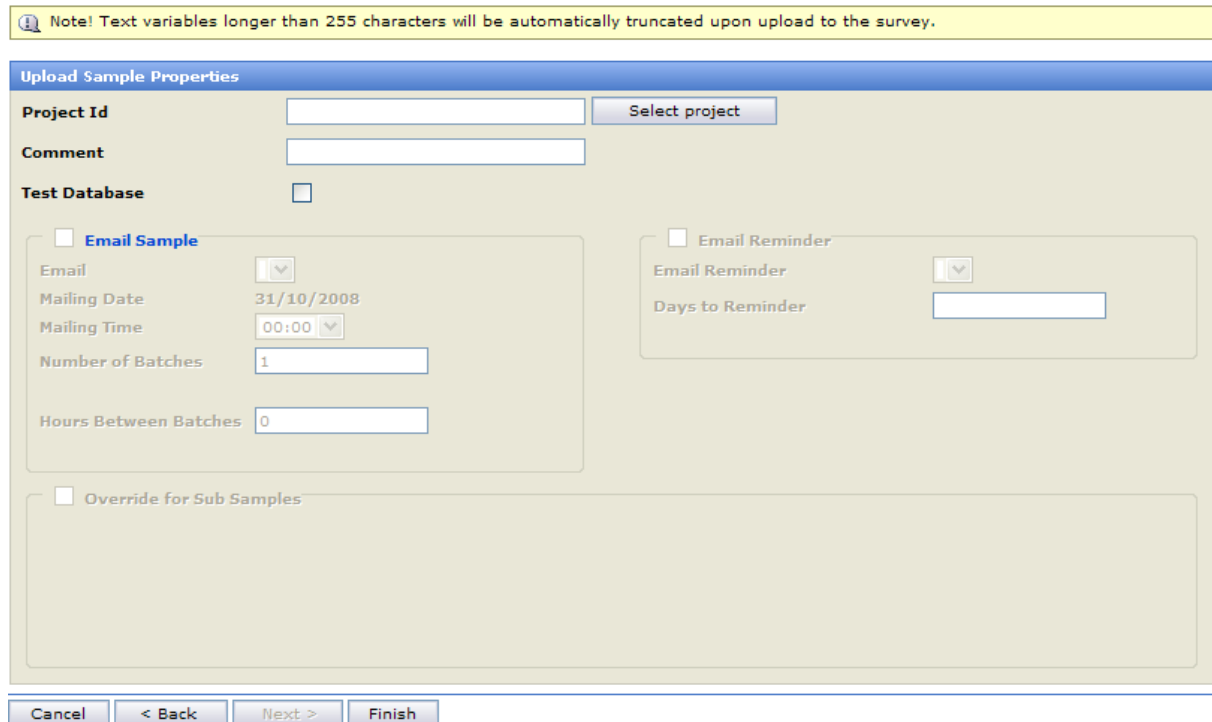 Note! Text variables longer than 255 characters will be automatically truncated upon upload to the survey.
Upload Sample Properties
Project Id
Select project
Comment
Test Database
Email Sample
Email
Mailing Date 31/10/2008
Mailing Time 00:00
Number of Batches 1
Hours Between Batches 0
Email Reminder
Email Reminder
Days to Reminder
Override for Sub Samples
Cancel < Back Next > Finish